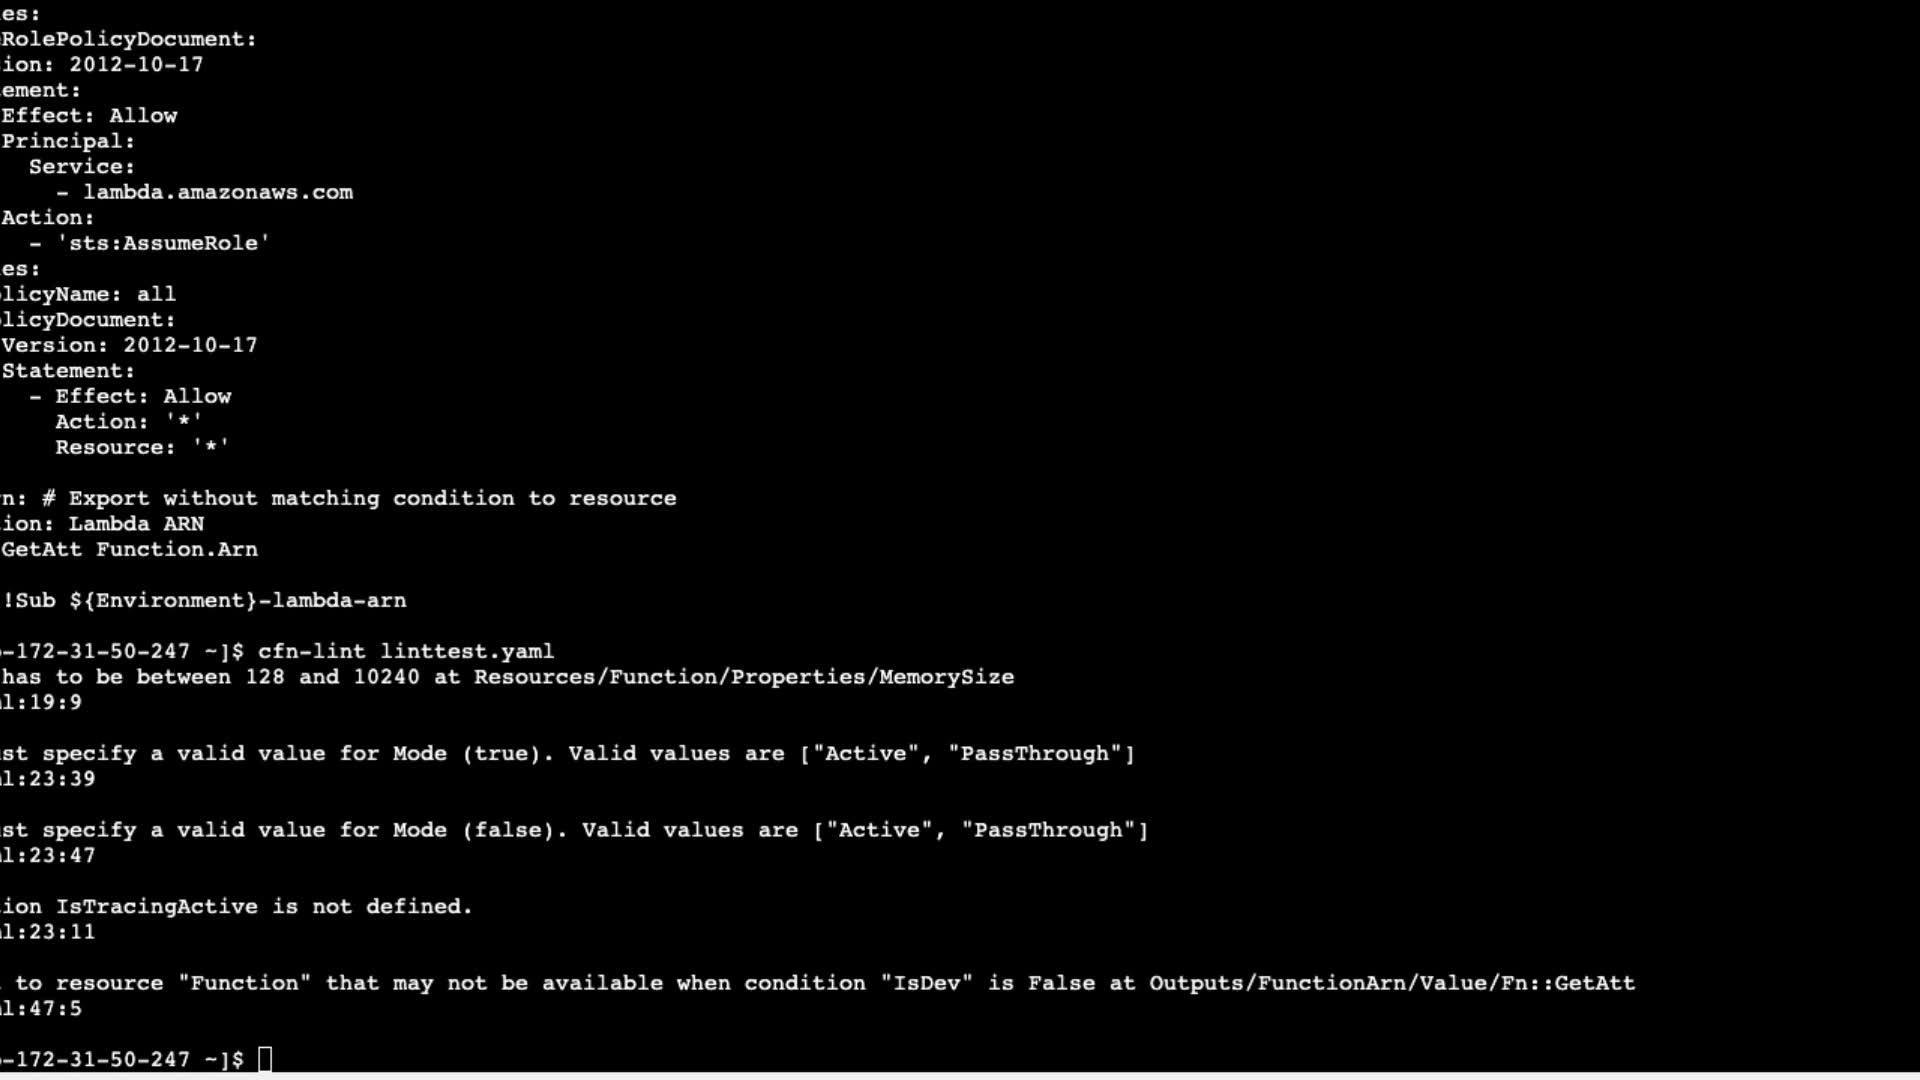 es:
RolePolicyDocument:
ion: 2012-10-17
ement:
Effect: Allow
Principal:
Service:
- lambda.amazonaws.com
Action:
- 'sts:AssumeRole'
es:
licyName: all
licyDocument:
Version: 2012-10-17
Statement:
- Effect: Allow
Action: '*'
Resource: '*'
n: # Export without matching condition to resource
ion: Lambda ARN
GetAtt Function.Arn
!Sub ${Environment}-lambda-arn
-172-31-50-247 ~]$ cfn-lint linttest.yaml
has to be between 128 and 10240 at Resources/Function/Properties/MemorySize
l:19:9
st specify a valid value for Mode (true). Valid values are ["Active", "PassThrough"]
l:23:39
st specify a valid value for Mode (false). Valid values are ["Active", "PassThrough"]
l:23:47
ion IsTracingActive is not defined.
l:23:11
to resource "Function" that may not be available when condition "IsDev" is False at Outputs/FunctionArn/Value/Fn::GetAtt
l:47:5
-172-31-50-247 ~]$